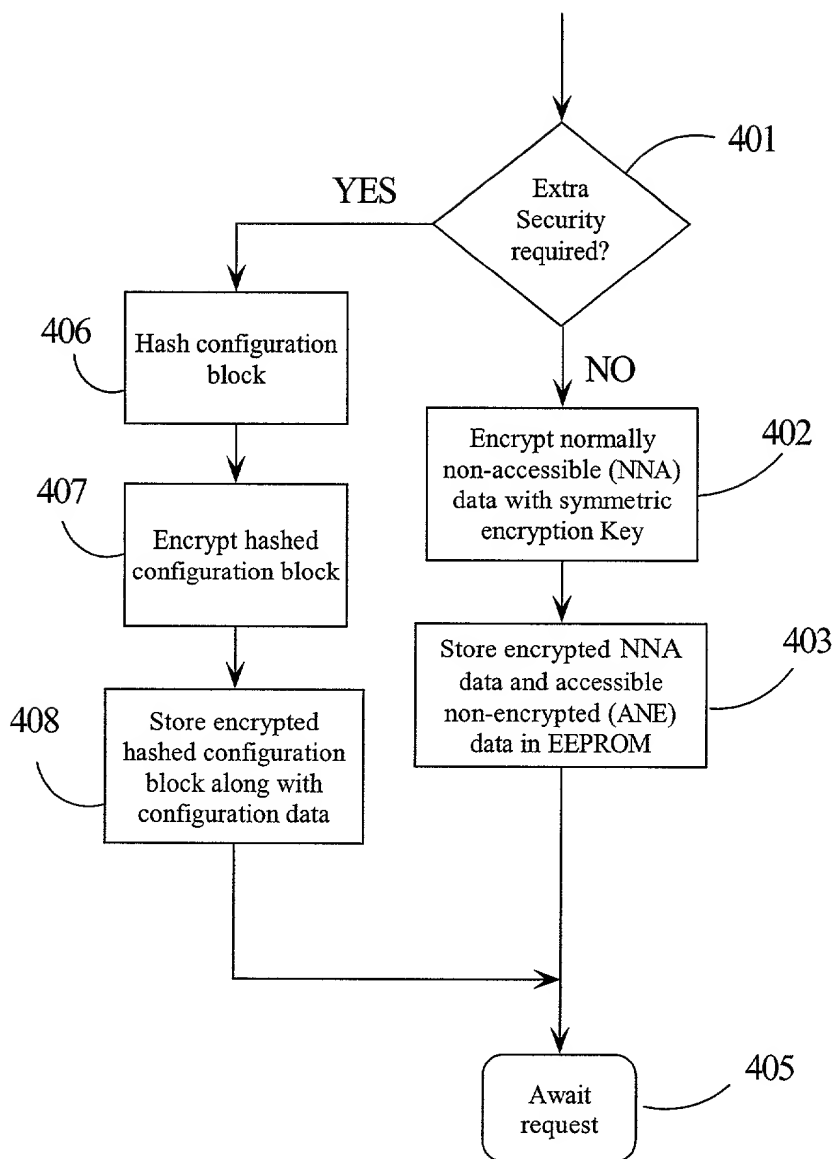 401
Extra
Security
required?
YES
NO
406
Hash configuration
block
402
Encrypt normally
non-accessible (NNA)
data with symmetric
encryption Key
407
Encrypt hashed
configuration block
403
Store encrypted NNA
data and accessible
non-encrypted (ANE)
data in EEPROM
408
Store encrypted
hashed configuration
block along with
configuration data
405
Await
request